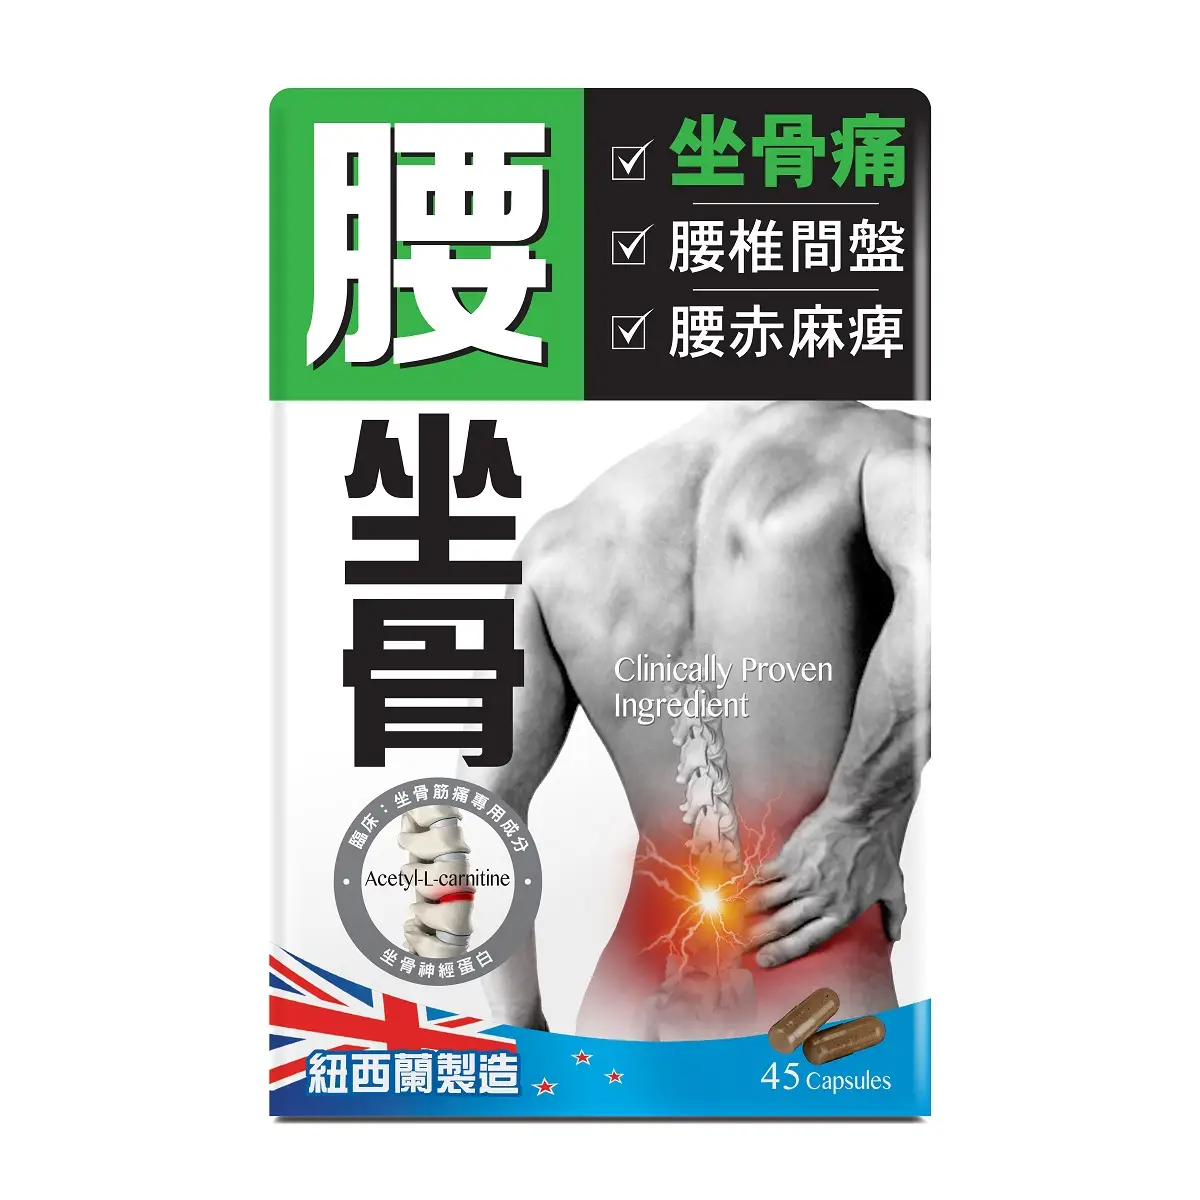 腰
坐骨
坐骨痛
腰椎間盤
腰赤麻痺
Clinically Proven
Ingredient
臨床：坐骨筋痛專用成分
Acetyl-L-carnitine
坐骨神經蛋白
紐西蘭製造
45 Capsules